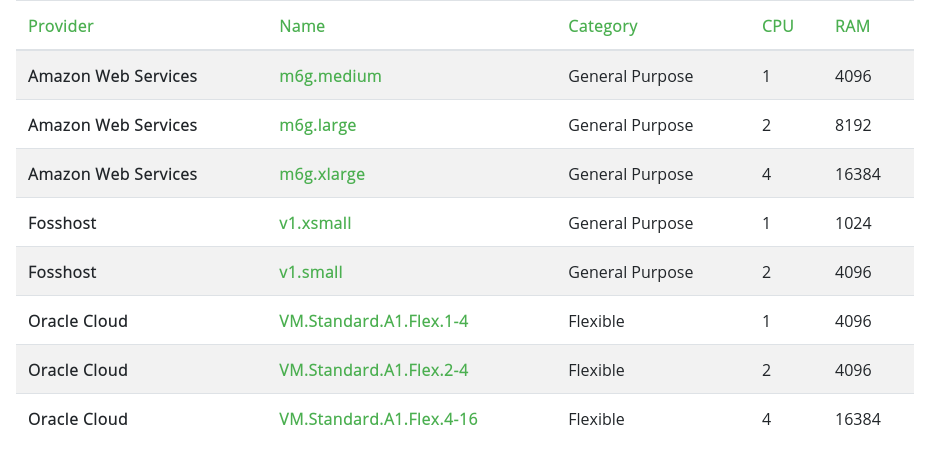 Provider Name Category CPU RAM
Amazon Web Services m6g.medium General Purpose 1 4096
Amazon Web Services m6g.large General Purpose 2 8192
Amazon Web Services m6g.xlarge General Purpose 4 16384
Fosshost v1.xsmall General Purpose 1 1024
Fosshost v1.small General Purpose 2 4096
Oracle Cloud VM.Standard.A1.Flex.1-4 Flexible 1 4096
Oracle Cloud VM.Standard.A1.Flex.2-4 Flexible 2 4096
Oracle Cloud VM.Standard.A1.Flex.4-16 Flexible 4 16384